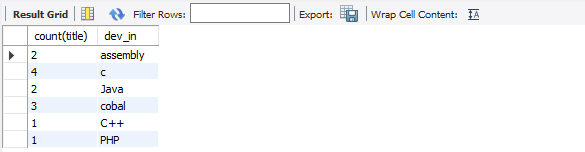 Result Grid Filter Rows: Export: Wrap Cell Content:
count(title) dev_in
2 assembly
4 c
2 Java
3 cobal
1 C++
1 PHP